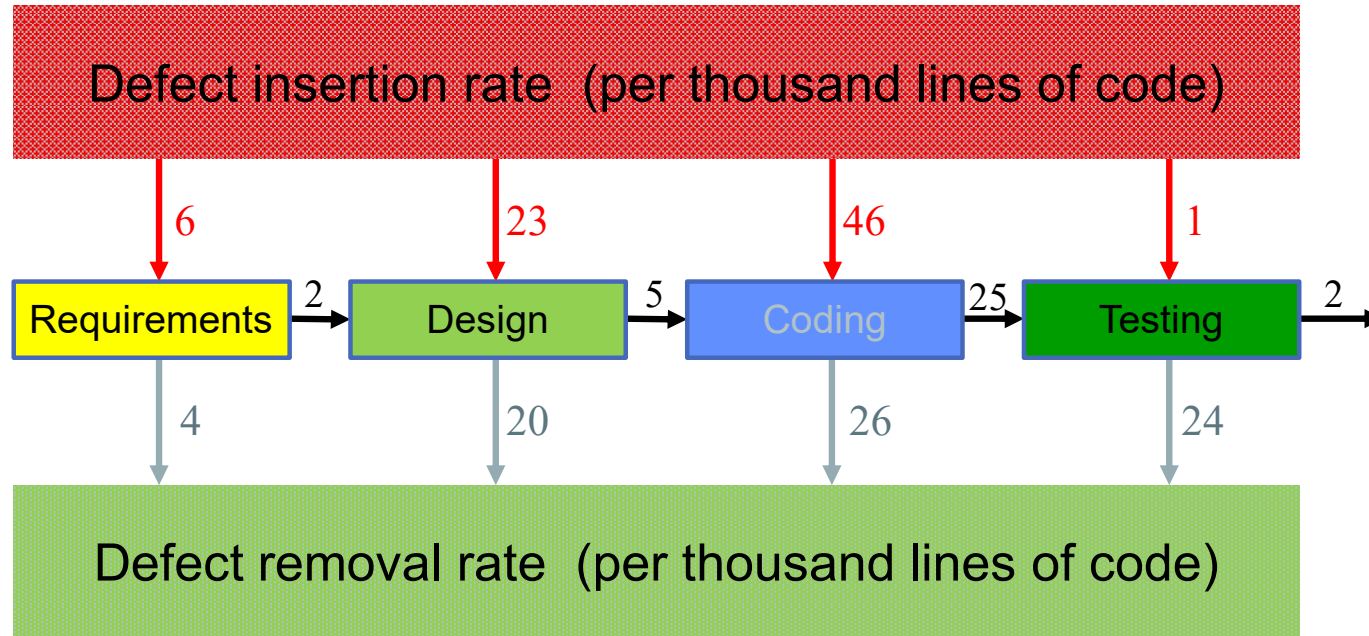 Defect insertion rate (per thousand lines of code)
6 23 46 1
Requirements 2 Design 5 Coding 25 Testing 2
4 20 26 24
Defect removal rate (per thousand lines of code)